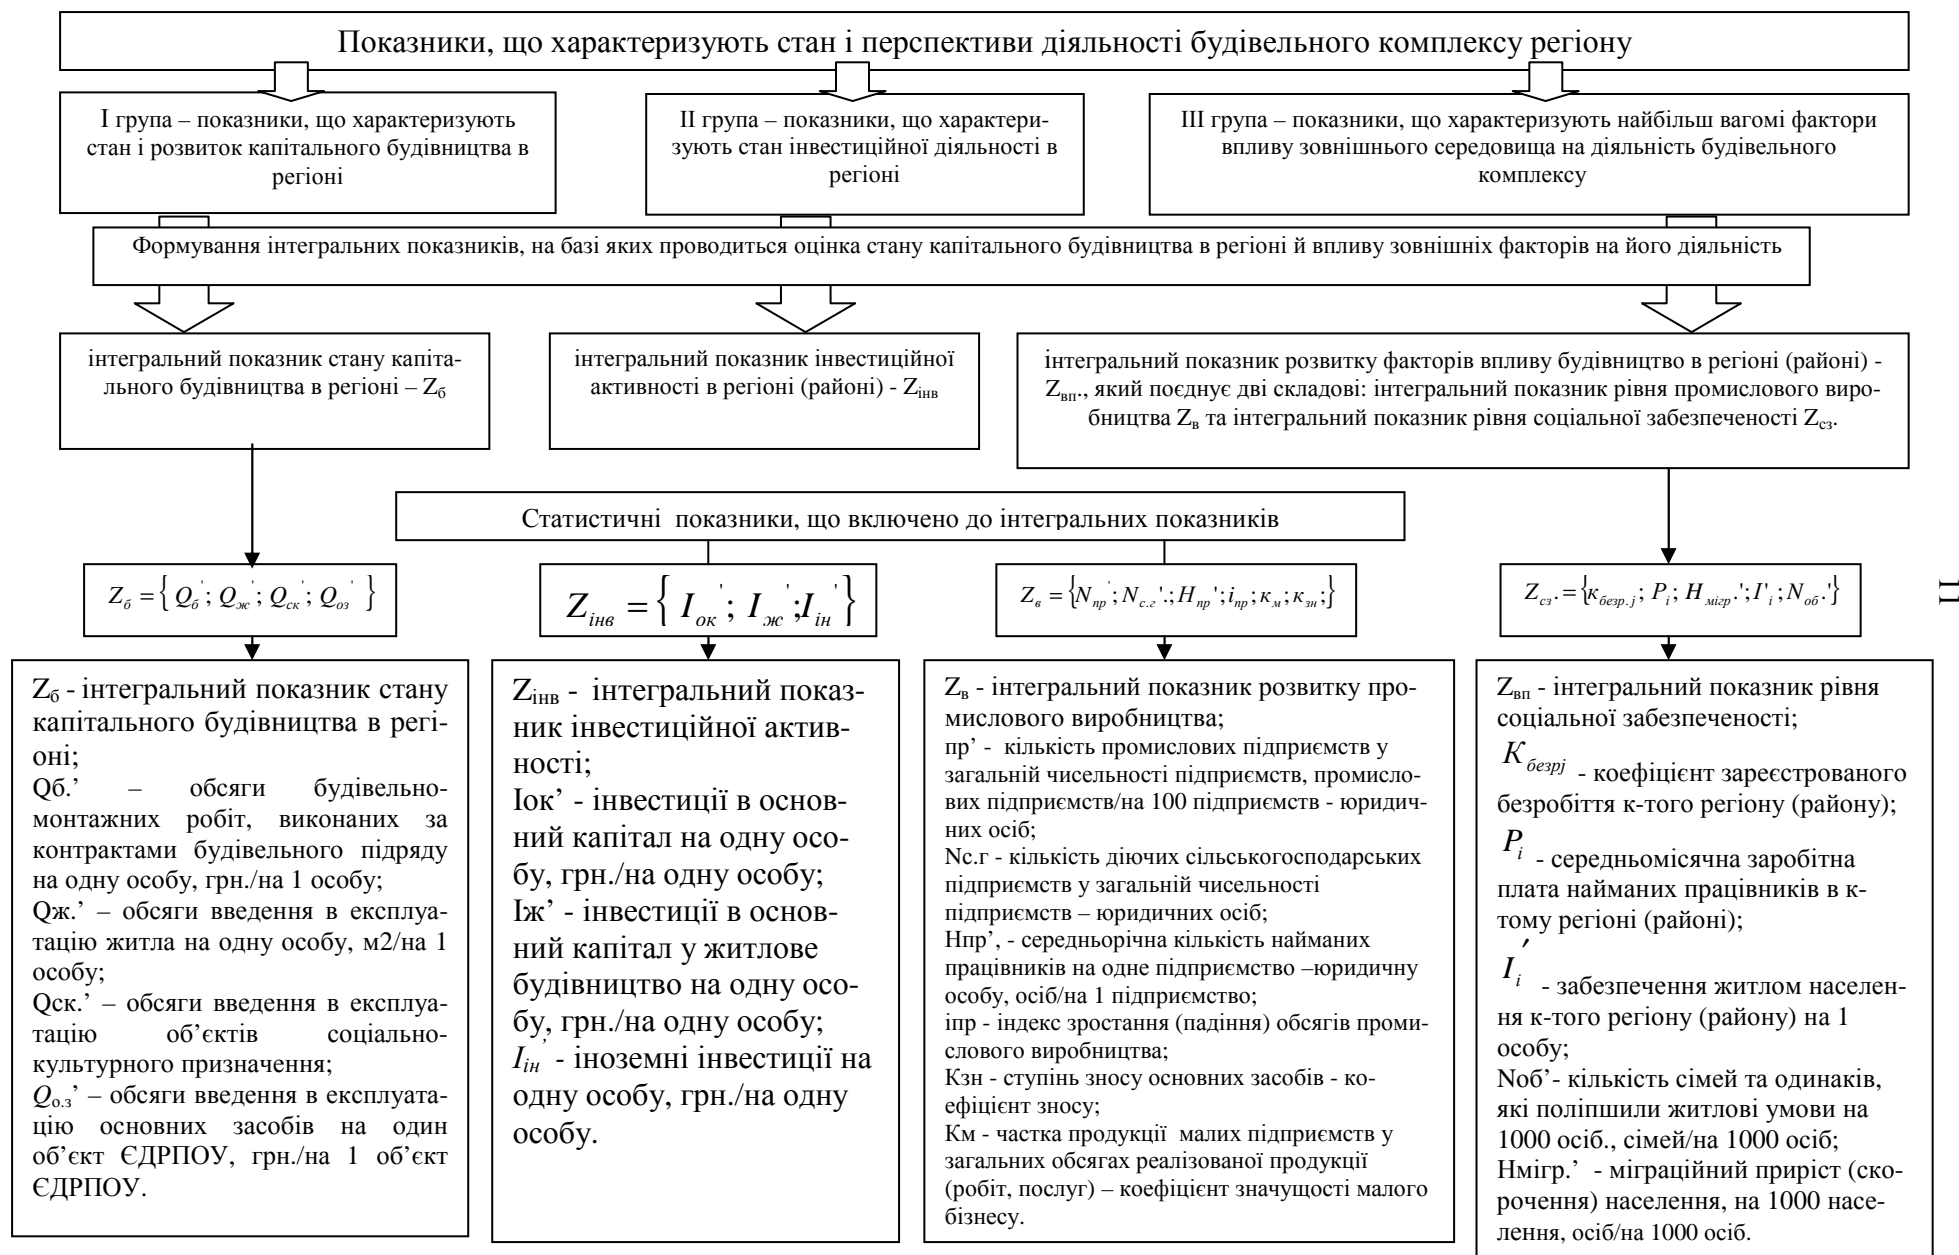 Показники, що характеризують стан і перспективи діяльності будівельного комплексу регіону
I група – показники, що характеризують
стан і розвиток капітального будівництва в
регіоні
II група – показники, що характери-
зують стан інвестиційної діяльності в
регіоні
III група – показники, що характеризують найбільш вагомі фактори
впливу зовнішнього середовища на діяльність будівельного
комплексу
Формування інтегральних показників, на базі яких проводиться оцінка стану капітального будівництва в регіоні й впливу зовнішніх факторів на його діяльність
інтегральний показник стану капіта-
льного будівництва в регіоні – Zб
інтегральний показник інвестиційної
активності в регіоні (районі) - Zінв
інтегральний показник розвитку факторів впливу будівництво в регіоні (районі) -
Zвп., який поєднує дві складові: інтегральний показник рівня промислового виро-
бництва Zв та інтегральний показник рівня соціальної забезпеченості Zсз.
Статистичні показники, що включено до інтегральних показників
Zб = { Qб'; Qж'; Qск'; Qоз' }
Zінв = { Iок'; Iж';Iін'}
Zв = {Nпр'; Nс.г'.;Hпр';iпр;км;кзн;}
Zсз.= {кбезр.j; Pi; Hмігр.';I'i;Nоб.'}
11
Zб - інтегральний показник стану
капітального будівництва в регі-
оні;
Qб.’ – обсяги будівельно-
монтажних робіт, виконаних за
контрактами будівельного підряду
на одну особу, грн./на 1 особу;
Qж.’ – обсяги введення в експлуа-
тацію житла на одну особу, м2/на 1
особу;
Qск.’ – обсяги введення в експлуа-
тацію об’єктів соціально-
культурного призначення;
Qо.з’ – обсяги введення в експлуата-
цію основних засобів на один
об’єкт ЄДРПОУ, грн./на 1 об’єкт
ЄДРПОУ.
Zінв - інтегральний показ-
ник інвестиційної актив-
ності;
Іок’ - інвестиції в основ-
ний капітал на одну осо-
бу, грн./на одну особу;
Іж’ - інвестиції в основ-
ний капітал у житлове
будівництво на одну осо-
бу, грн./на одну особу;
Iін' - іноземні інвестиції на
одну особу, грн./на одну
особу.
Zв - інтегральний показник розвитку про-
мислового виробництва;
пр’ - кількість промислових підприємств у
загальній чисельності підприємств, промисло-
вих підприємств/на 100 підприємств - юридич-
них осіб;
Nс.г - кількість діючих сільськогосподарських
підприємств у загальній чисельності
підприємств – юридичних осіб;
Нпр’, - середньорічна кількість найманих
працівників на одне підприємство –юридичну
особу, осіб/на 1 підприємство;
іпр - індекс зростання (падіння) обсягів проми-
слового виробництва;
Кзн - ступінь зносу основних засобів - ко-
ефіцієнт зносу;
Км - частка продукції малих підприємств у
загальних обсягах реалізованої продукції
(робіт, послуг) – коефіцієнт значущості малого
бізнесу.
Zвп - інтегральний показник рівня
соціальної забезпеченості;
Kбезрj - коефіцієнт зареєстрованого
безробіття к-того регіону (району);
Pi - середньомісячна заробітна
плата найманих працівників в к-
тому регіоні (районі);
Ii′ - забезпечення житлом населен-
ня к-того регіону (району) на 1
особу;
Nоб’- кількість сімей та одинаків,
які поліпшили житлові умови на
1000 осіб., сімей/на 1000 осіб;
Нмігр.’ - міграційний приріст (ско-
рочення) населення, на 1000 насе-
лення, осіб/на 1000 осіб.